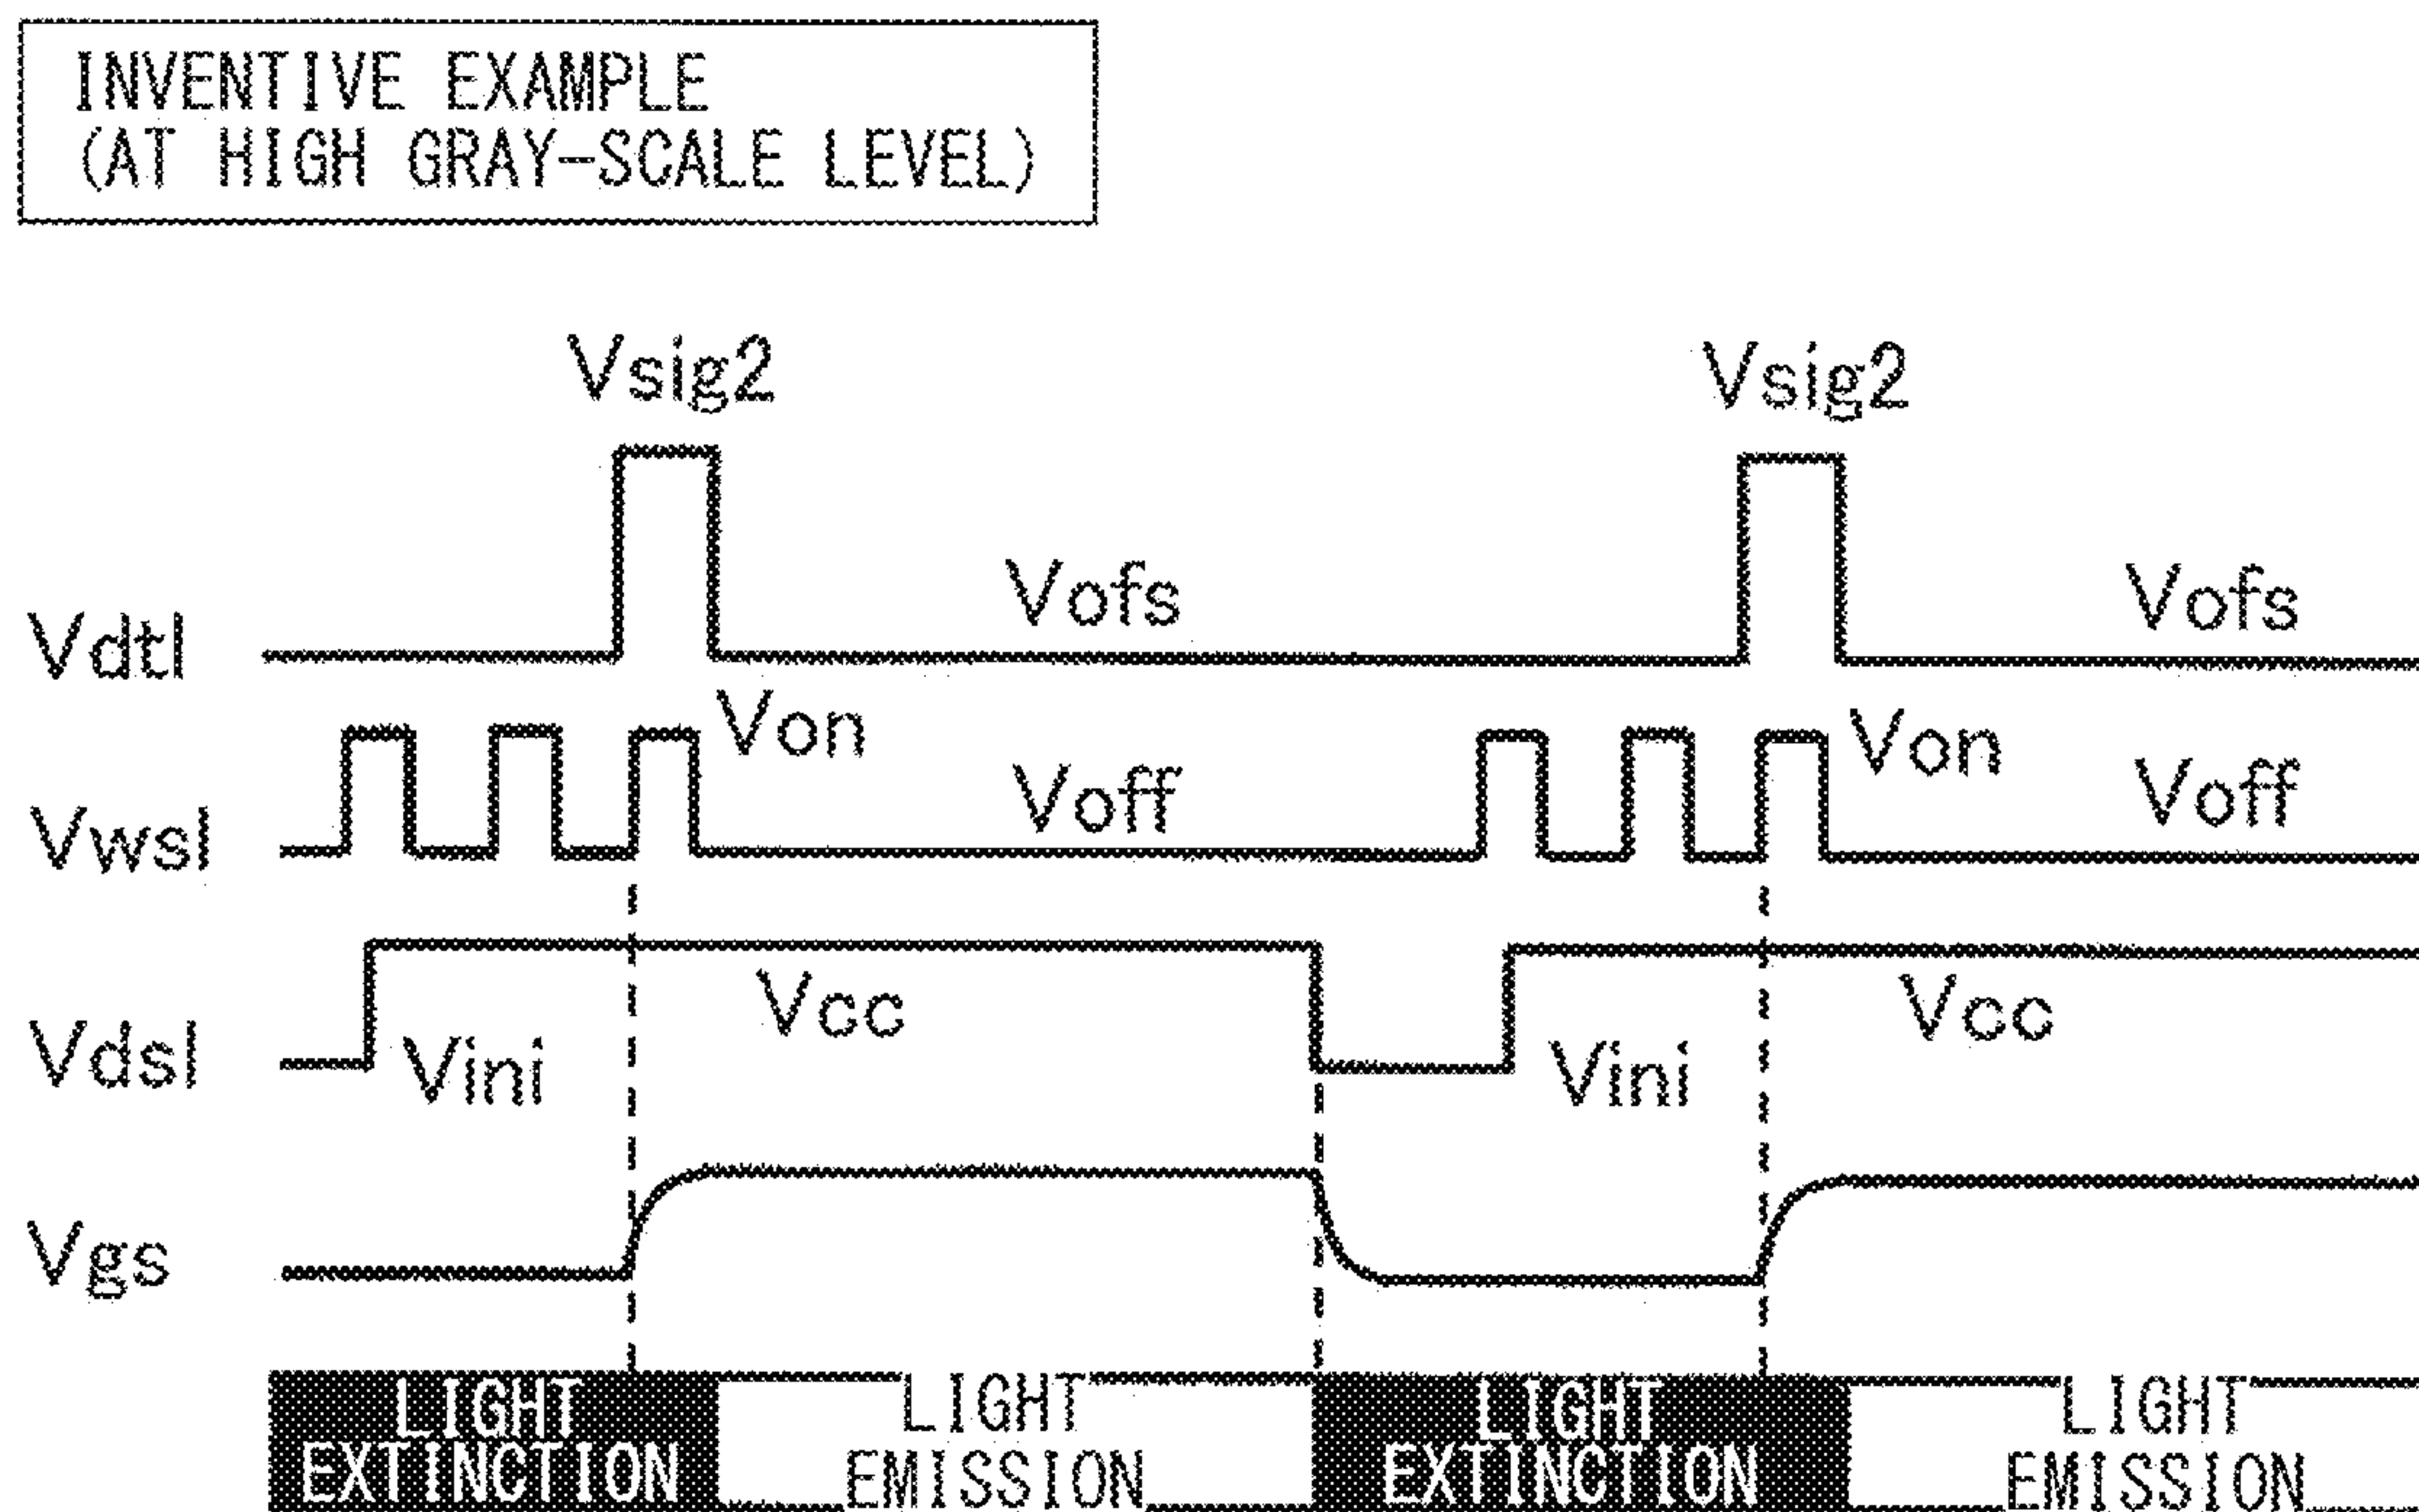 INVENTIVE EXAMPLE
(AT HIGH GRAY-SCALE LEVEL)
Vsig2
Vsig2
Vdtl
Vofs
Vofs
Von
Von
Vwsl
Voff
Voff
Vdsl
Vini
Vcc
Vini
Vcc
Vgs
LIGHT
EXTINCTION
LIGHT
EMISSION
LIGHT
EXTINCTION
LIGHT
EMISSION